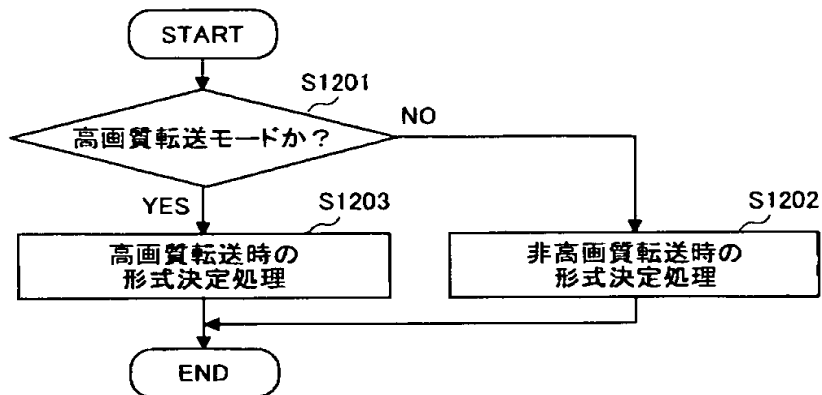 START
S1201
高画質転送モードか？
NO
YES
S1203
S1202
高画質転送時の
形式決定処理
非高画質転送時の
形式決定処理
END